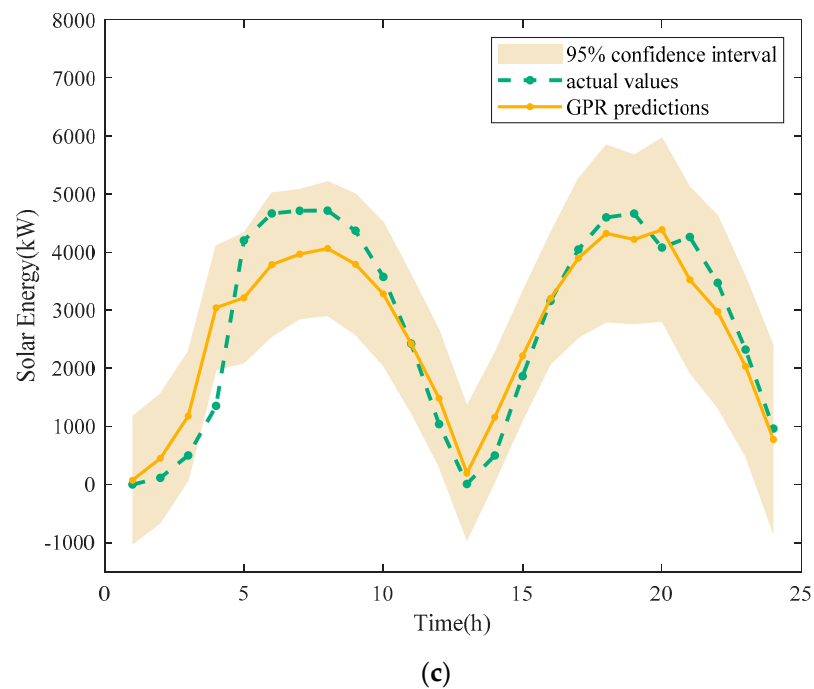 8000
7000
6000
5000
4000
3000
2000
1000
0
-1000
Solar Energy(kW)
95% confidence interval
actual values
GPR predictions
0 5 10 15 20 25
Time(h)
(c)